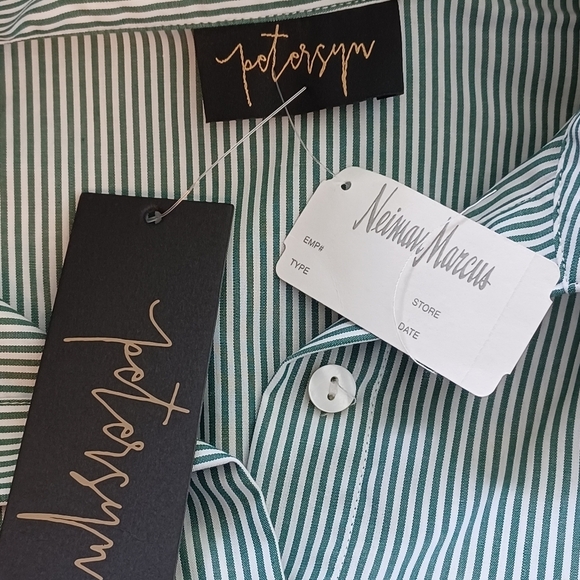 petersyn
Neiman Marcus
EMP#
TYPE
STORE
DATE
petersyn